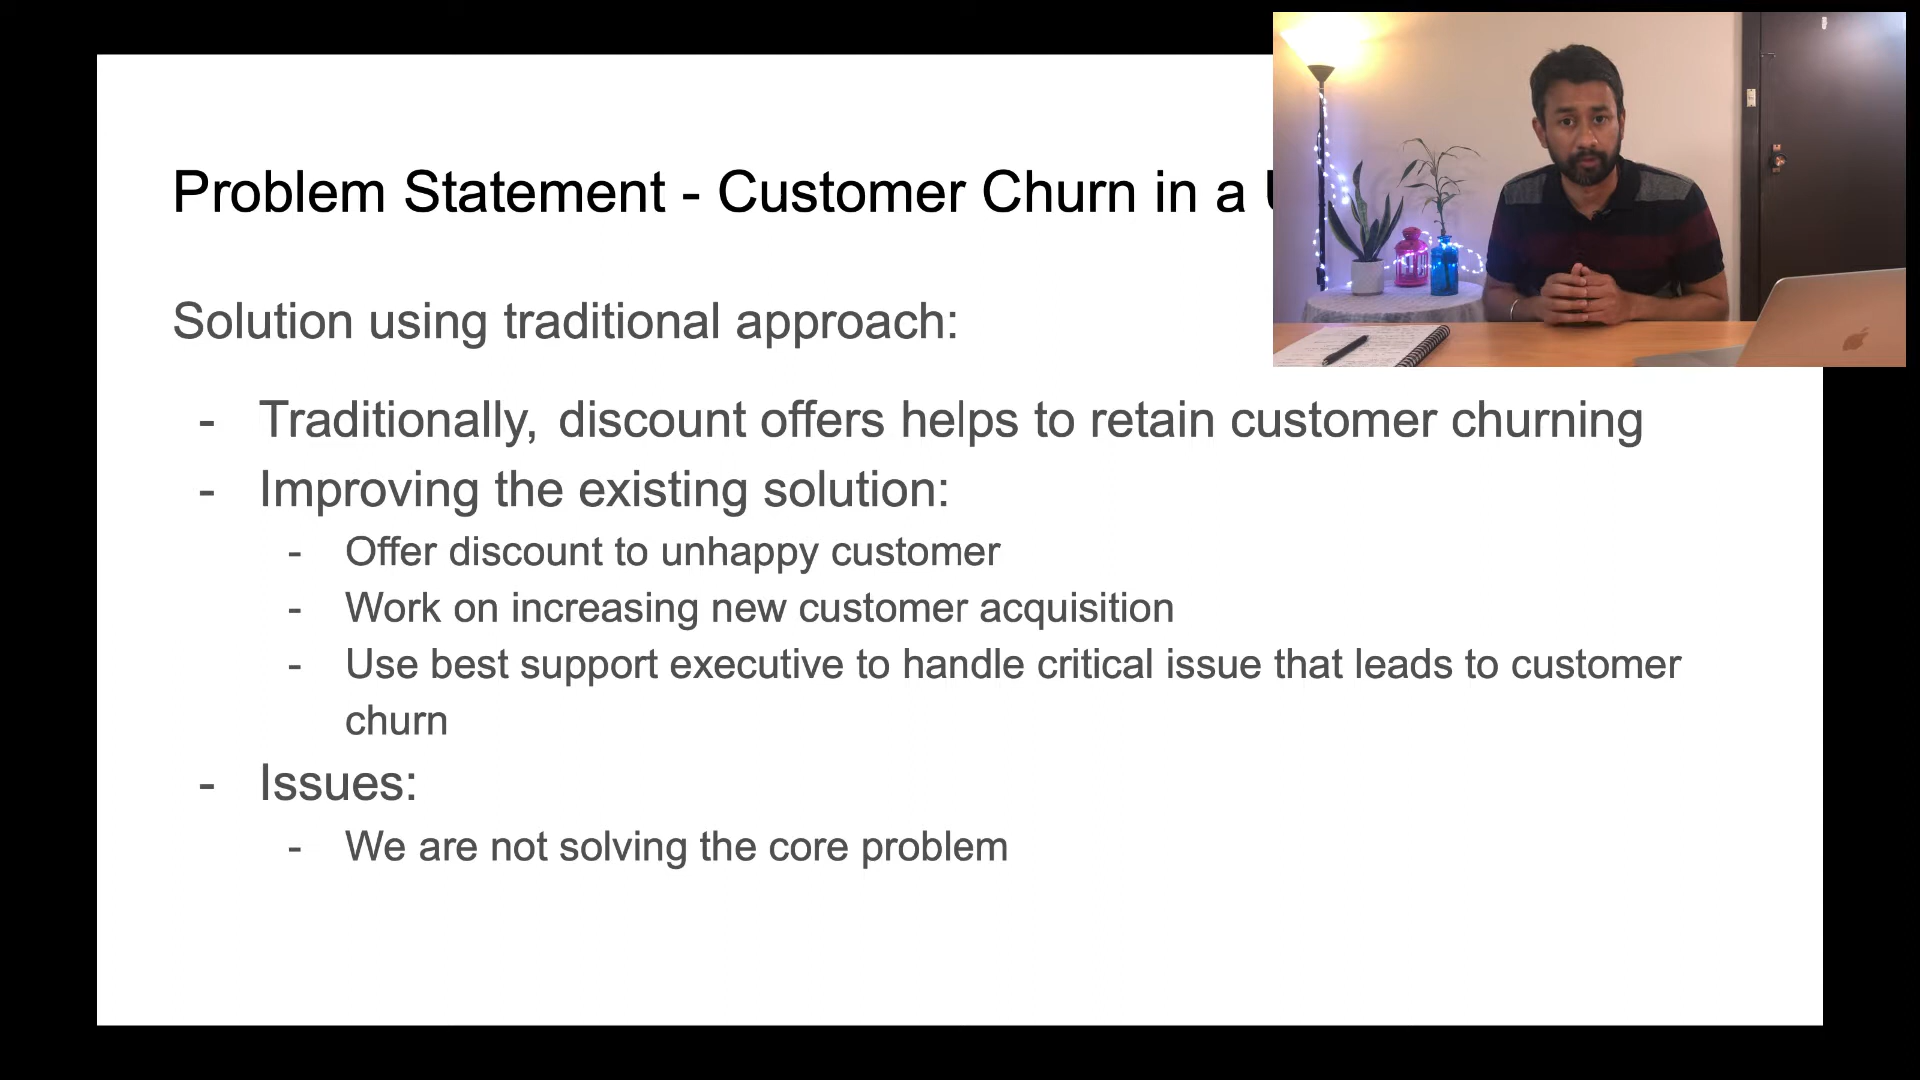 Problem Statement - Customer Churn in a
Solution using traditional approach:
- Traditionally, discount offers helps to retain customer churning
- Improving the existing solution:
- Offer discount to unhappy customer
- Work on increasing new customer acquisition
- Use best support executive to handle critical issue that leads to customer
churn
- Issues:
- We are not solving the core problem